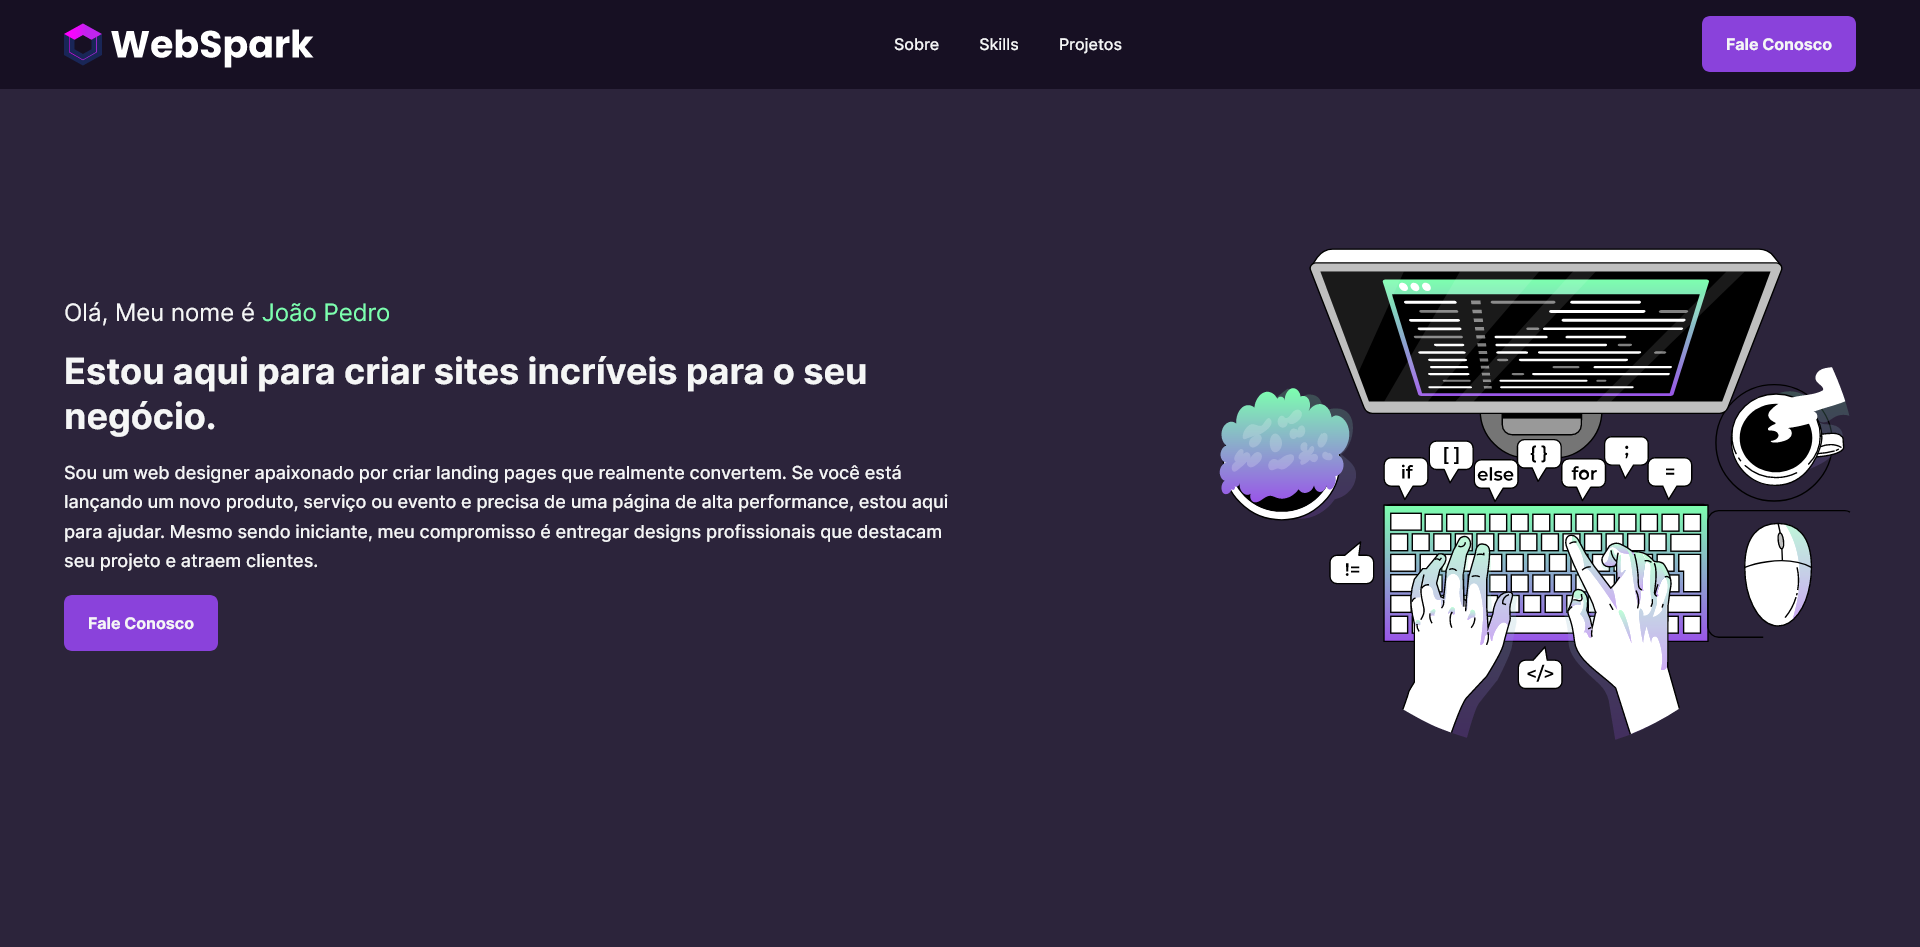 WebSpark
Sobre Skills Projetos
Fale Conosco
Olá, Meu nome é João Pedro
Estou aqui para criar sites incríveis para o seu
negócio.
Sou um web designer apaixonado por criar landing pages que realmente convertem. Se você está
lançando um novo produto, serviço ou evento e precisa de uma página de alta performance, estou aqui
para ajudar. Mesmo sendo iniciante, meu compromisso é entregar designs profissionais que destacam
seu projeto e atraem clientes.
Fale Conosco
if [ ] else { } for ; =
!=
</>